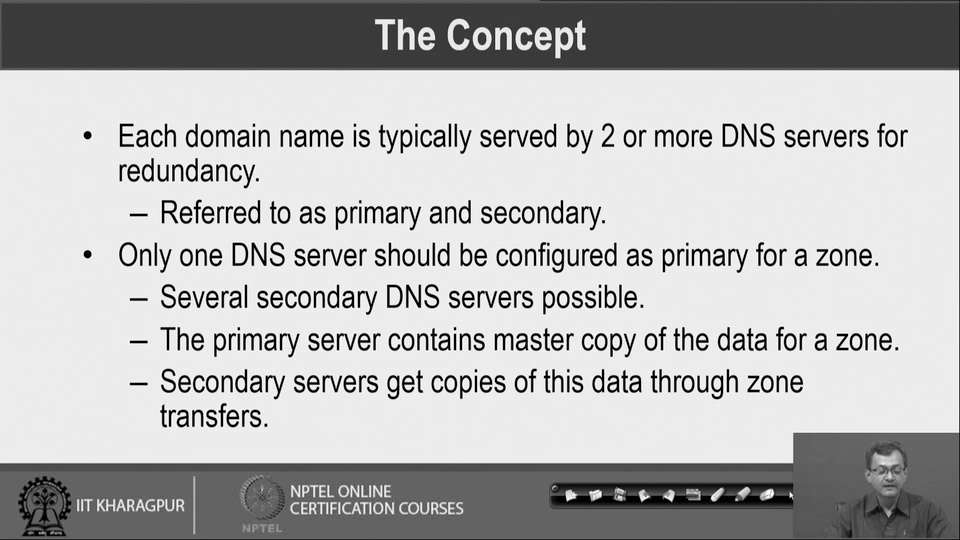 The Concept
• Each domain name is typically served by 2 or more DNS servers for
redundancy.
– Referred to as primary and secondary.
• Only one DNS server should be configured as primary for a zone.
– Several secondary DNS servers possible.
– The primary server contains master copy of the data for a zone.
– Secondary servers get copies of this data through zone
transfers.
IIT KHARAGPUR
NPTEL
NPTEL ONLINE
CERTIFICATION COURSES